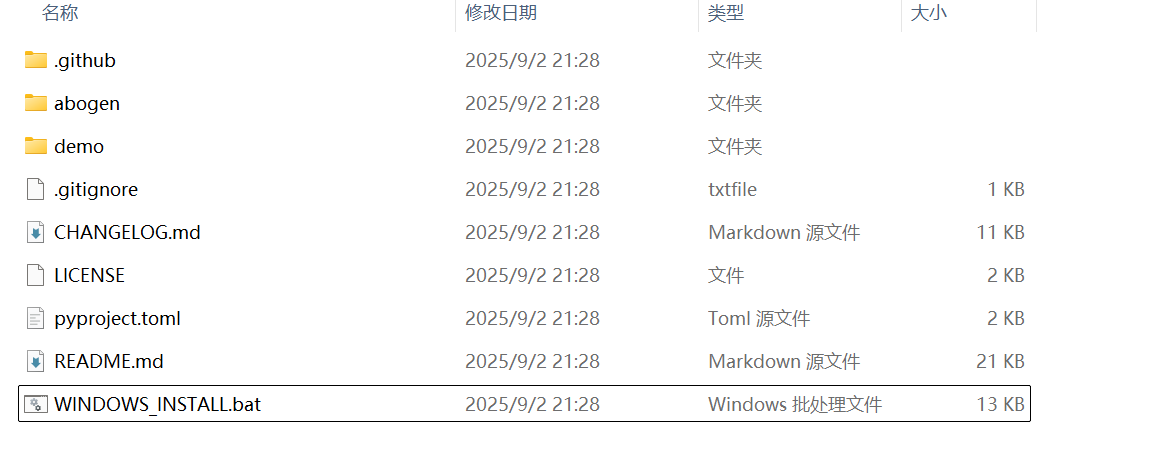 名称 修改日期 类型 大小
.github 2025/9/2 21:28 文件夹
abogen 2025/9/2 21:28 文件夹
demo 2025/9/2 21:28 文件夹
.gitignore 2025/9/2 21:28 txtfile 1 KB
CHANGELOG.md 2025/9/2 21:28 Markdown 源文件 11 KB
LICENSE 2025/9/2 21:28 文件 2 KB
pyproject.toml 2025/9/2 21:28 Toml 源文件 2 KB
README.md 2025/9/2 21:28 Markdown 源文件 21 KB
WINDOWS_INSTALL.bat 2025/9/2 21:28 Windows 批处理文件 13 KB